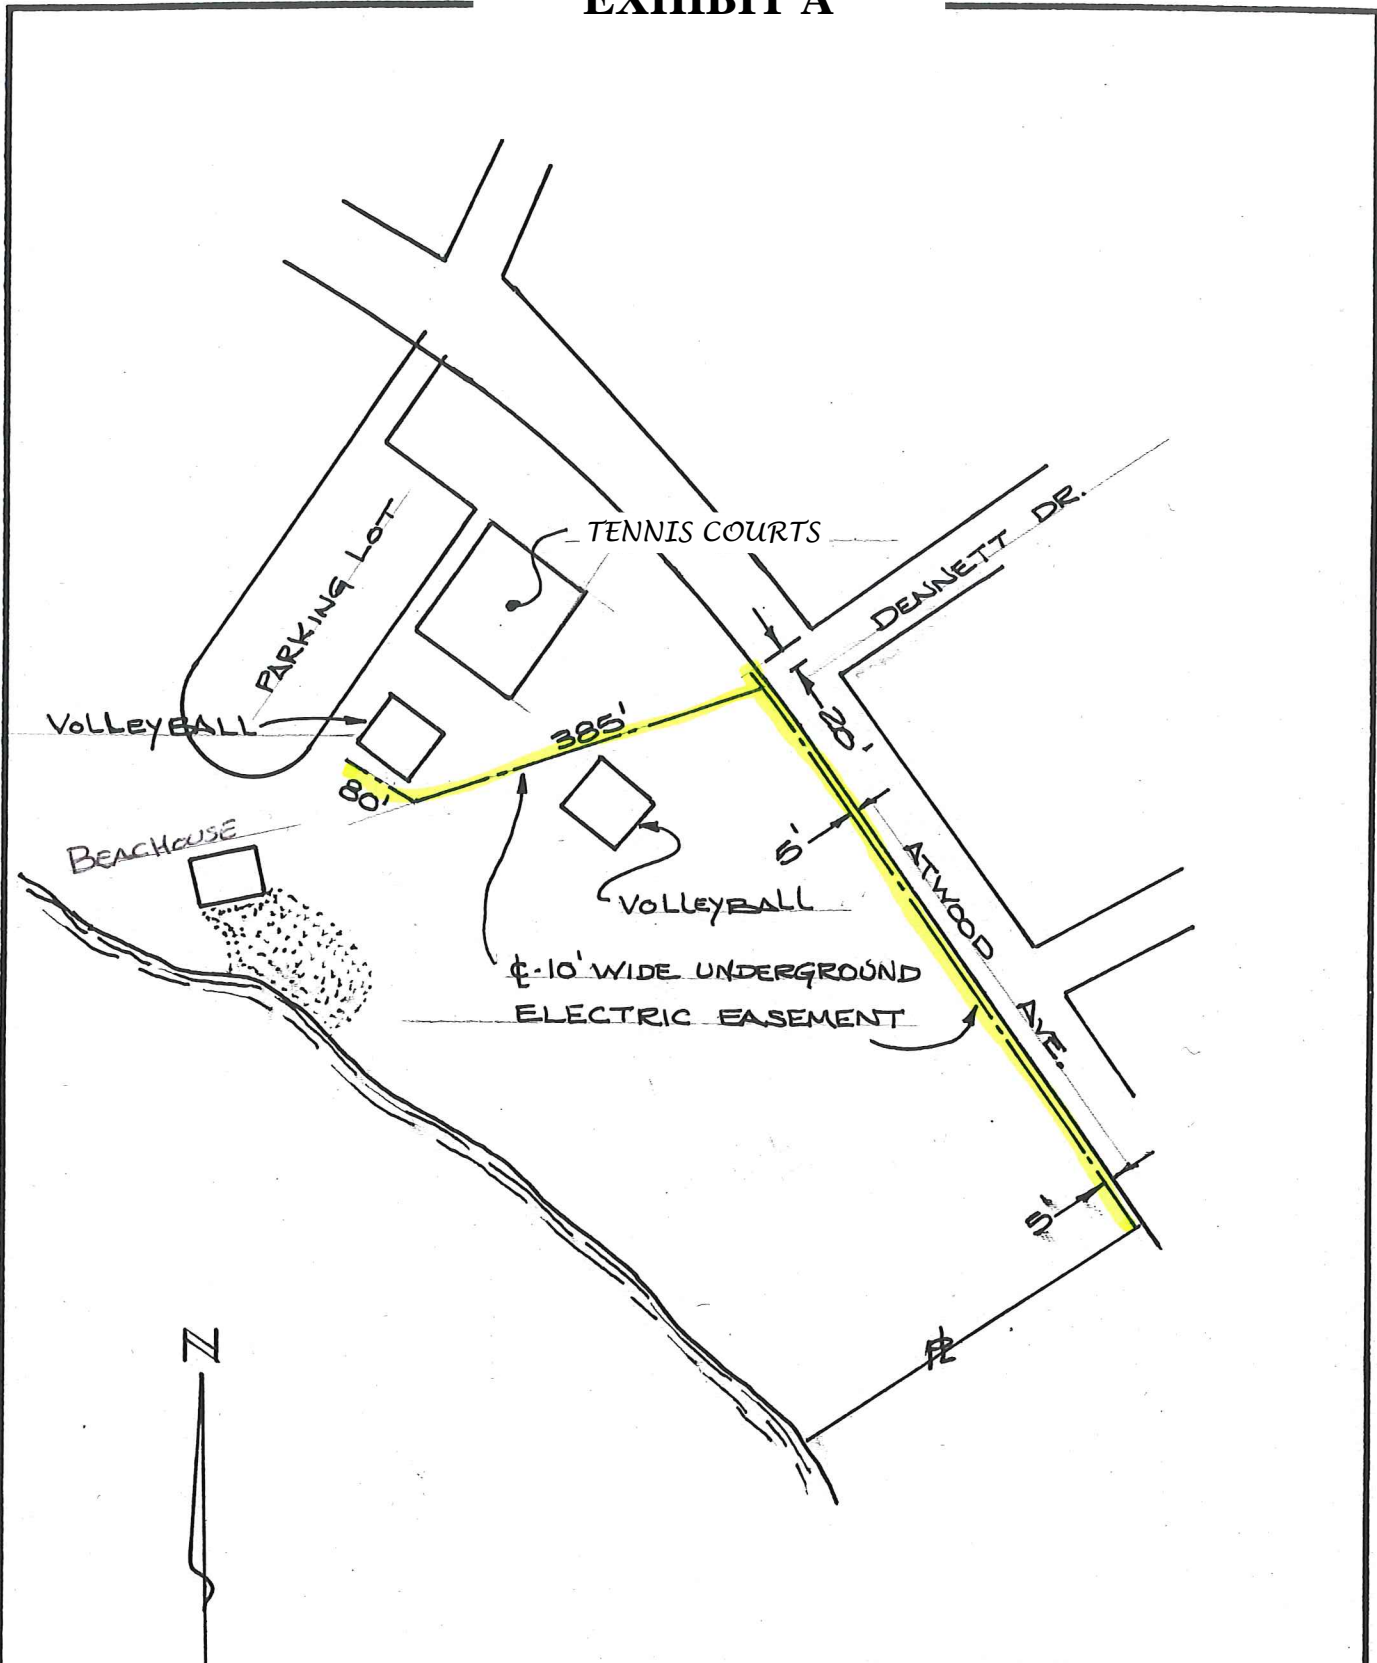 EXHIBIT A
TENNIS COURTS
DENNETT DR.
PARKING LOT
VOLLEYBALL
385'
20'
80'
5'
BEACHOUSE
ATWOOD AVE.
VOLLEYBALL
℄-10' WIDE UNDERGROUND
ELECTRIC EASEMENT
5'
PL
N